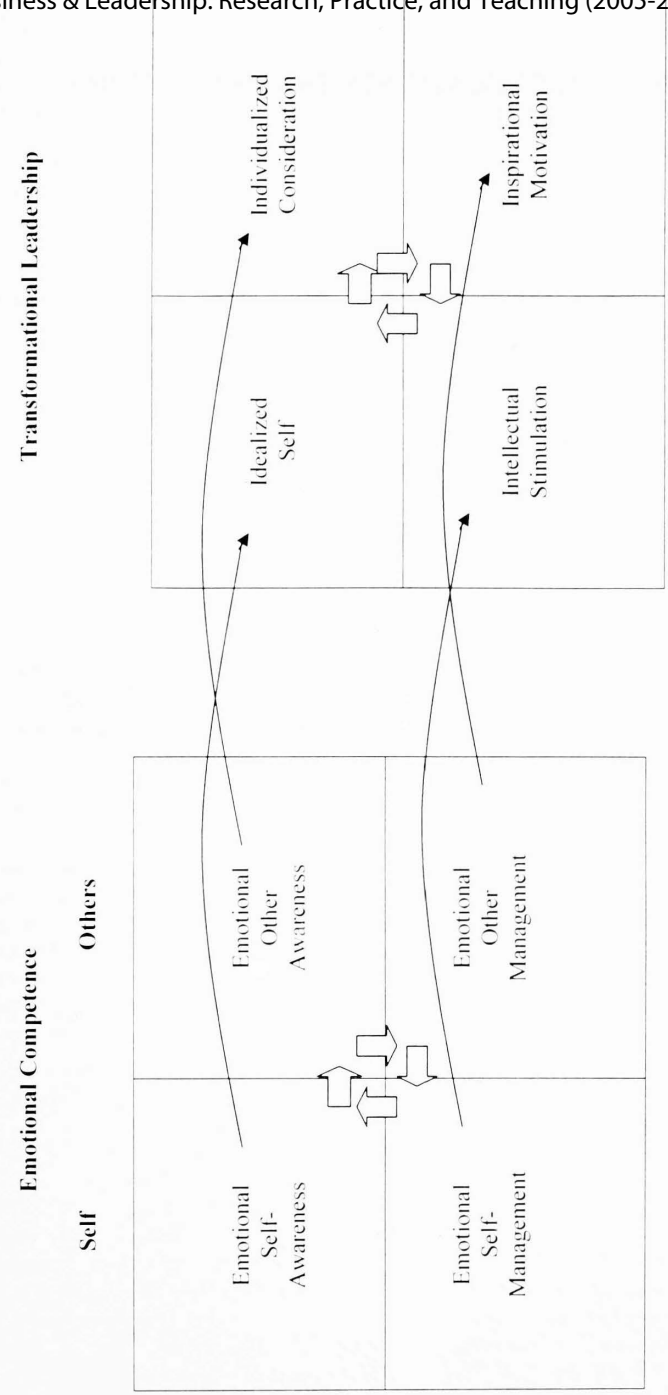 siness & Leadership: Research, Practice, and Teaching (2005-2
Emotional Competence
Transformational Leadership
Self
Others
Emotional
Self-
Awareness
Emotional
Other
Awareness
Idealized
Self
Individualized
Consideration
Emotional
Self-
Management
Emotional
Other
Management
Intellectual
Stimulation
Inspirational
Motivation